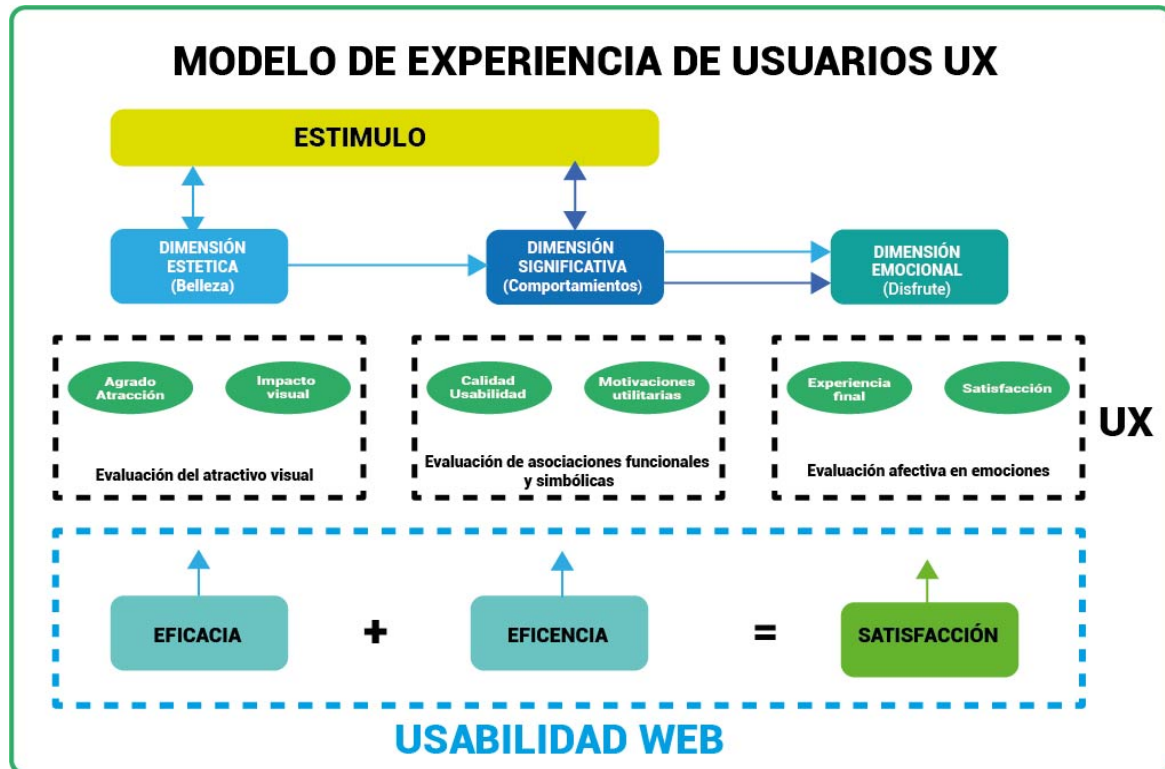 MODELO DE EXPERIENCIA DE USUARIOS UX
ESTIMULO
DIMENSIÓN
ESTETICA
(Belleza)
DIMENSIÓN
SIGNIFICATIVA
(Comportamientos)
DIMENSIÓN
EMOCIONAL
(Disfrute)
Agrado
Atracción
Impacto
visual
Evaluación del atractivo visual
Calidad
Usabilidad
Motivaciones
utilitarias
Evaluación de asociaciones funcionales
y simbólicas
Experiencia
final
Satisfacción
Evaluación afectiva en emociones
UX
EFICACIA
+
EFICENCIA
=
SATISFACCIÓN
USABILIDAD WEB